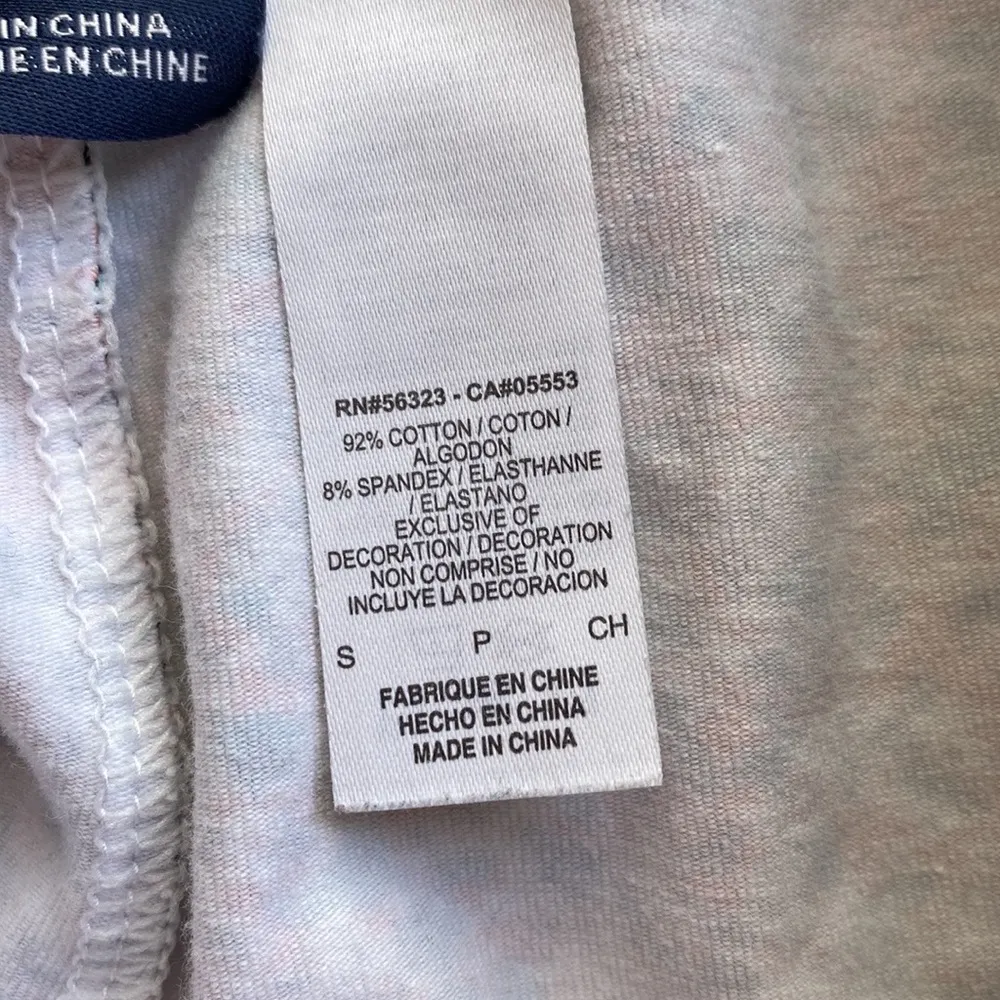 IN CHINA
E EN CHINE
RN#56323 - CA#05553
92% COTTON / COTON /
ALGODON
8% SPANDEX / ELASTHANNE
/ ELASTANO
EXCLUSIVE OF
DECORATION / DECORATION
NON COMPRISE / NO
INCLUYE LA DECORACION
S P CH
FABRIQUE EN CHINE
HECHO EN CHINA
MADE IN CHINA